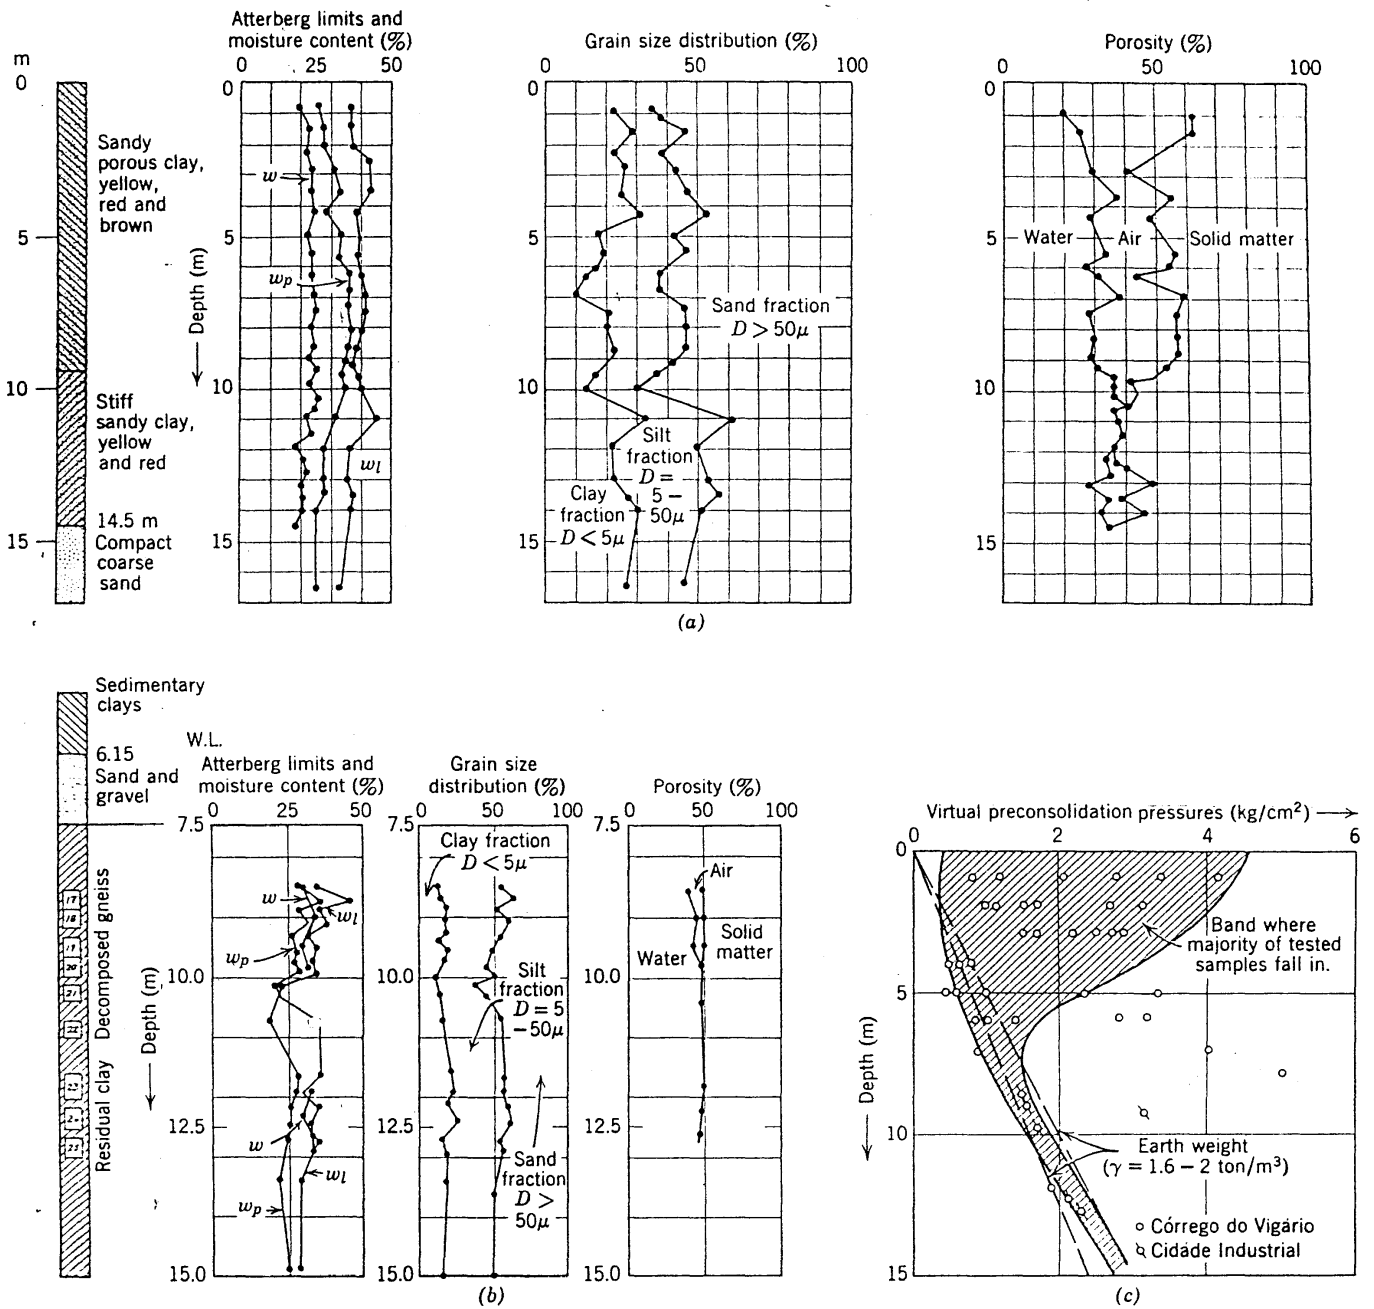 Atterberg limits and
moisture content (%)
0 25 50
Grain size distribution (%)
0 50 100
Porosity (%)
0 50 100
m
0
5
10
15
Sandy
porous clay,
yellow,
red and
brown
Stiff
sandy clay,
yellow
and red
14.5 m
Compact
coarse
sand
Depth (m)
0
5
10
15
w
wp
wl
0
5
10
15
Sand fraction
D > 50μ
Silt
fraction
D =
5 –
50μ
Clay
fraction
D < 5μ
0
5
10
15
Water
Air
Solid matter
(a)
Sedimentary
clays
6.15
Sand and
gravel
W.L.
Residual clay Decomposed gneiss
17
18
19
20
21
Atterberg limits and
moisture content (%)
0 25 50
Depth (m)
7.5
10.0
12.5
15.0
w
wl
wp
w
wl
wp
Grain size
distribution (%)
0 50 100
7.5
10.0
12.5
15.0
Clay fraction
D < 5μ
Silt
fraction
D = 5
– 50μ
Sand
fraction
D >
50μ
Porosity (%)
0 50 100
7.5
10.0
12.5
15.0
Air
Water
Solid
matter
(b)
Virtual preconsolidation pressures (kg/cm²)
0 2 4 6
Depth (m)
0
5
10
15
Band where
majority of tested
samples fall in.
Earth weight
(γ = 1.6 – 2 ton/m³)
Córrego do Vigário
Cidade Industrial
(c)